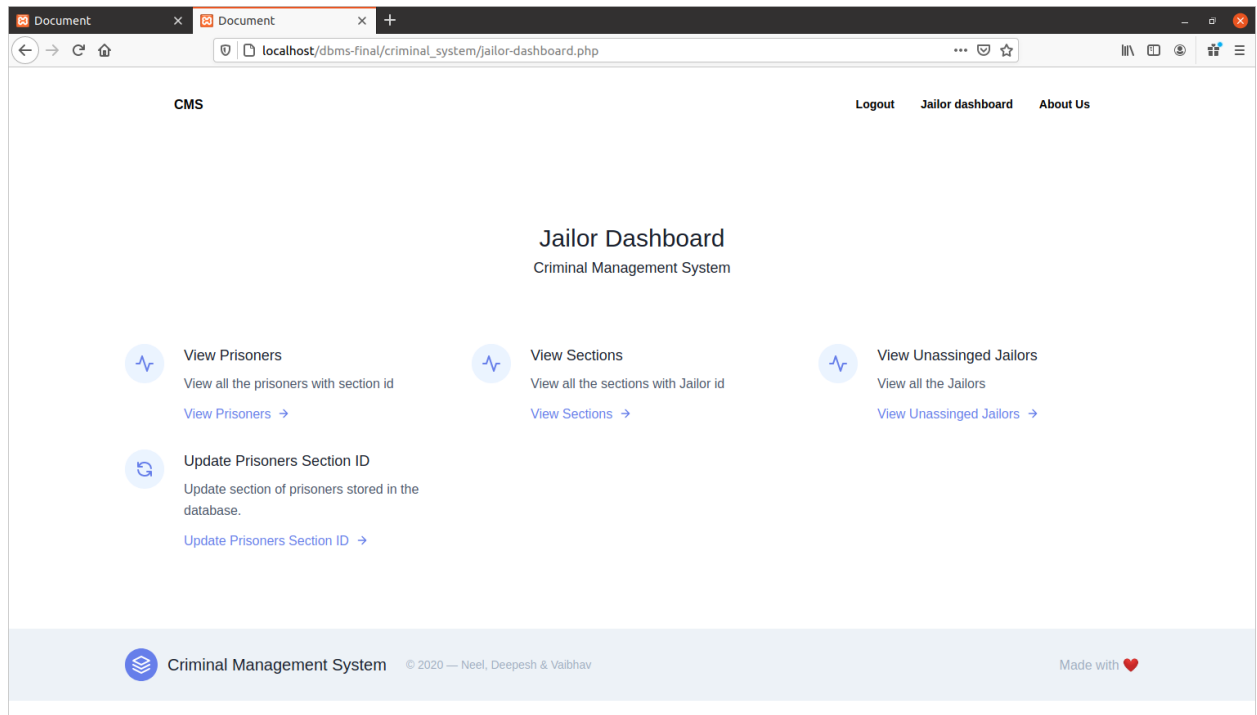 Document
Document
localhost/dbms-final/criminal_system/jailor-dashboard.php
CMS
Logout Jailor dashboard About Us
Jailor Dashboard
Criminal Management System
View Prisoners
View all the prisoners with section id
View Prisoners →
View Sections
View all the sections with Jailor id
View Sections →
View Unassinged Jailors
View all the Jailors
View Unassinged Jailors →
Update Prisoners Section ID
Update section of prisoners stored in the
database.
Update Prisoners Section ID →
Criminal Management System © 2020 — Neel, Deepesh & Vaibhav
Made with ❤️